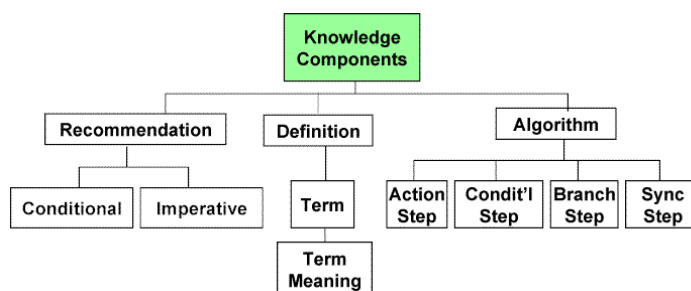 Knowledge
Components
Recommendation
Definition
Algorithm
Conditional
Imperative
Term
Action
Step
Condit'l
Step
Branch
Step
Sync
Step
Term
Meaning